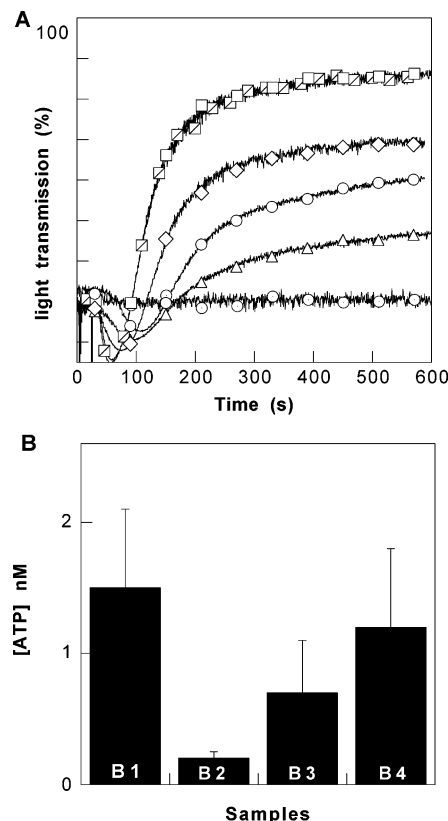 A
100
light transmission (%)
0 100 200 300 400 500 600
Time (s)
B
2
[ATP] nM
1
0
B 1 B 2 B 3 B 4
Samples